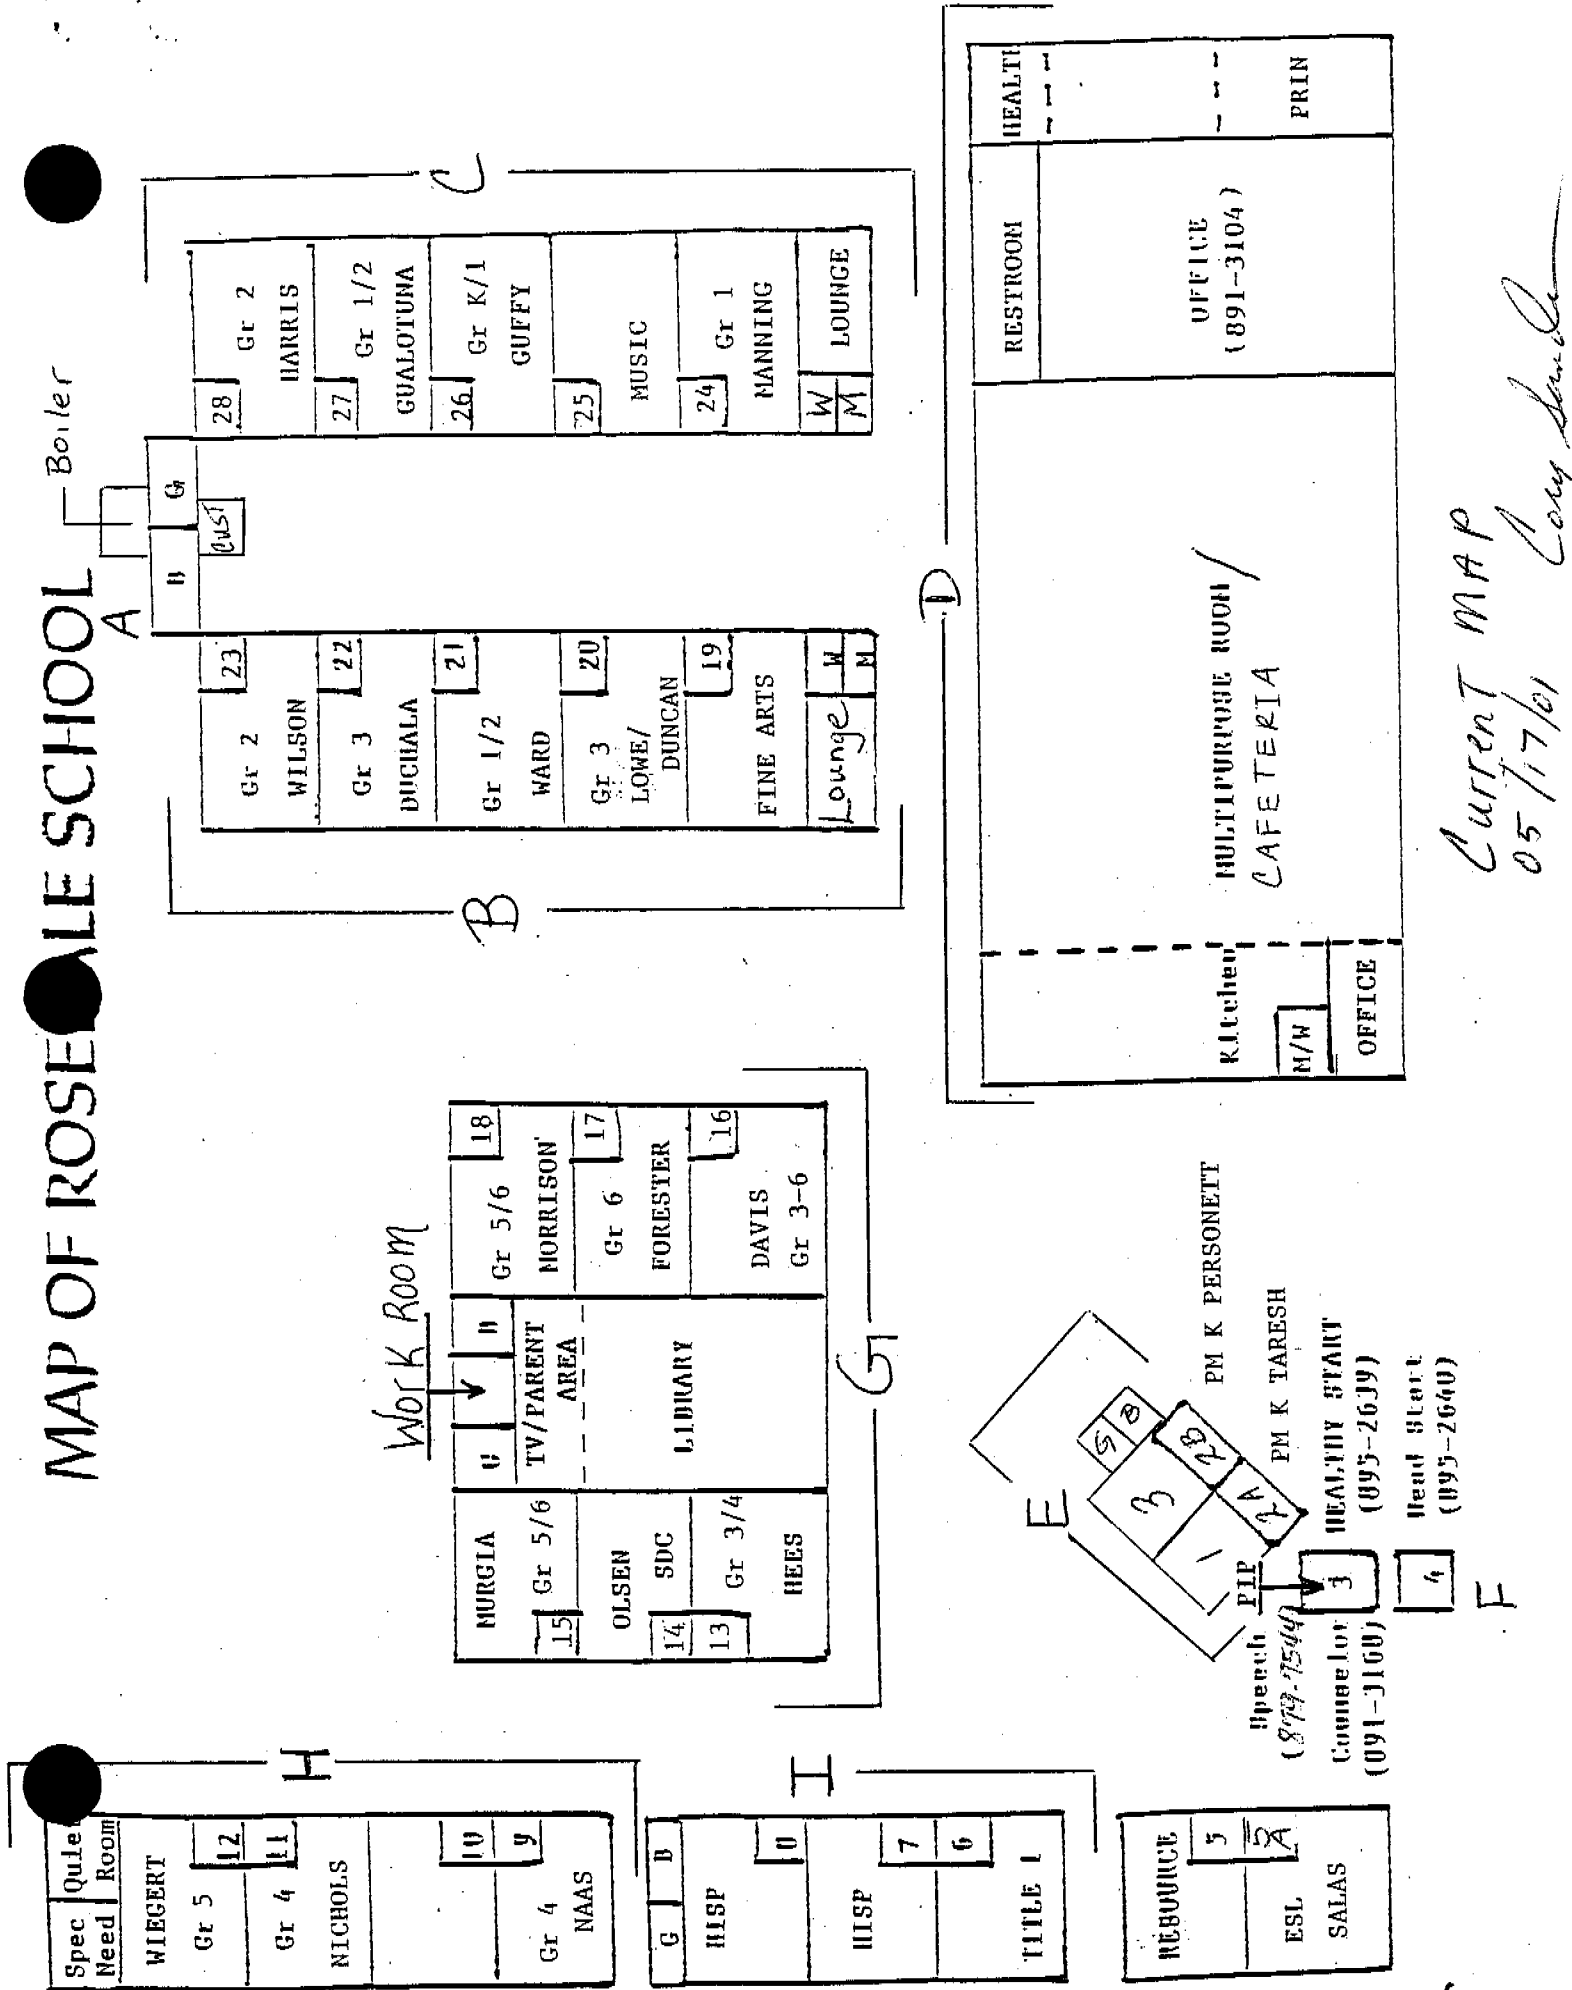 MAP OF ROSE ALE SCHOOL
A
Boiler
B G
CUST
C
28 Gr 2
HARRIS
27 Gr 1/2
GUALOTUNA
26 Gr K/1
GUFFY
25
MUSIC
24 Gr 1
MANNING
W
M
LOUNGE
B
23
Gr 2
WILSON
22
Gr 3
DUCHALA
21
Gr 1/2
WARD
20
Gr 3
LOWE/
DUNCAN
19
FINE ARTS
Lounge
W
M
D
HEALTH
PRIN
RESTROOM
OFFICE
(891-3104)
MULTIPURPOSE ROOM /
CAFETERIA
Kitchen
M/W
OFFICE
Current MAP
05/17/01
Work Room
G
18
Gr 5/6
MORRISON
17
Gr 6
FORESTER
16
DAVIS
Gr 3-6
G B
TV/PARENT
AREA
LIBRARY
MURGIA
15 Gr 5/6
OLSEN
14 SDC
13 Gr 3/4
HEES
E
G B
3
2B
1
2A
PM K PERSONETT
PM K TARESH
PIP
3
HEALTHY START
(895-2639)
Speech
Counselor
(891-3160)
4
Head Start
(895-2640)
F
H
Spec
Need
Quiet
Room
WIEGERT
Gr 5 12
Gr 4 11
NICHOLS
10
9
Gr 4
NAAS
I
G B
HISP
8
HISP
7
6
TITLE 1
RESOURCE
5
5A
ESL
SALAS